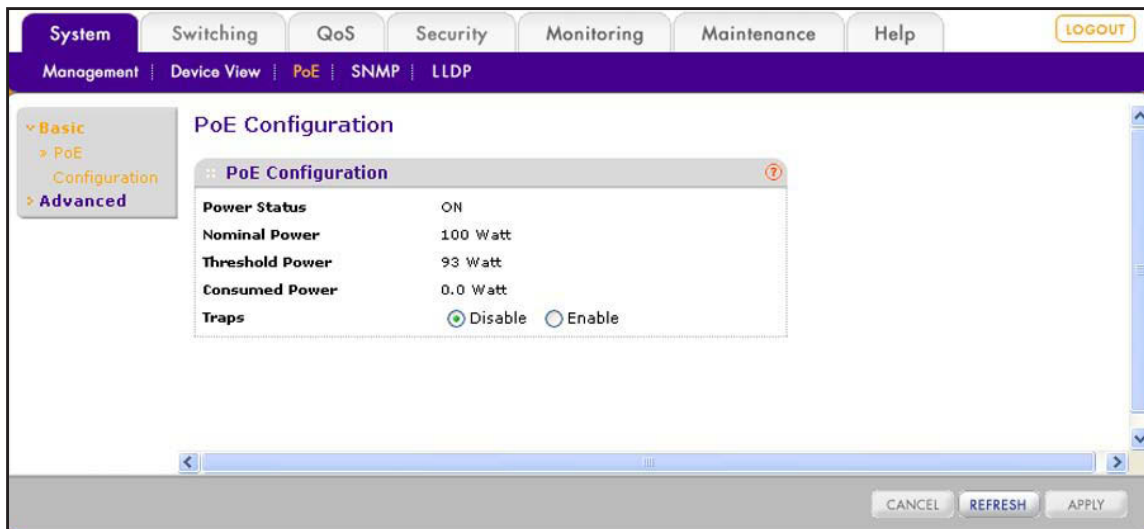 System Switching QoS Security Monitoring Maintenance Help LOGOUT
Management Device View PoE SNMP LLDP
Basic
PoE
Configuration
Advanced
PoE Configuration
PoE Configuration ?
Power Status ON
Nominal Power 100 Watt
Threshold Power 93 Watt
Consumed Power 0.0 Watt
Traps Disable Enable
CANCEL REFRESH APPLY